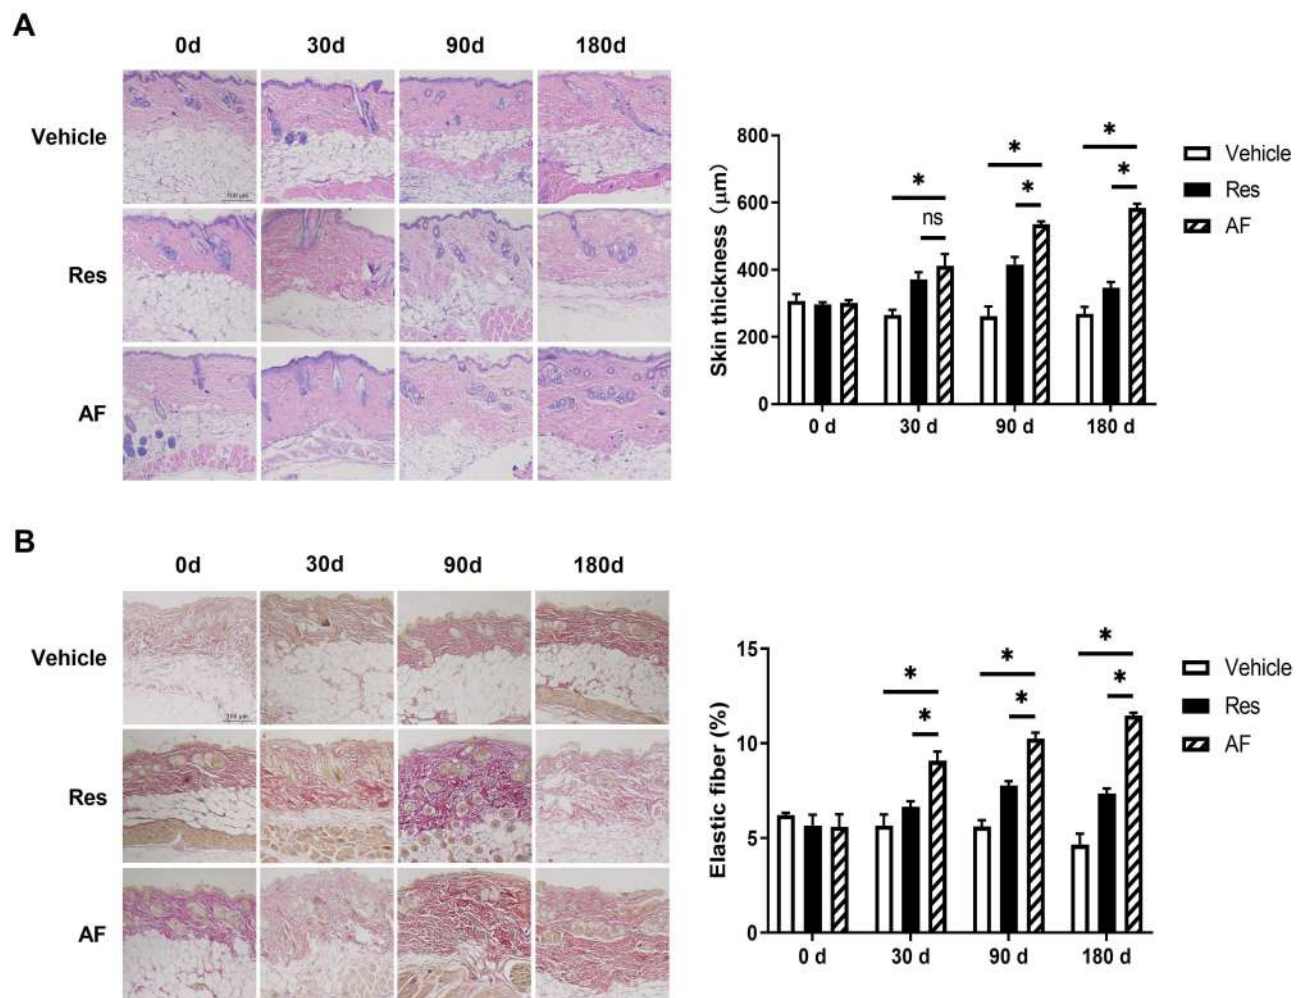 A
0d 30d 90d 180d
Vehicle
100 μm
Res
AF
Skin thickness (μm)
800
600
400
200
0
* ns * * * *
0 d 30 d 90 d 180 d
Vehicle
Res
AF
B
0d 30d 90d 180d
Vehicle
Res
AF
Elastic fiber (%)
15
10
5
0
* * * * * *
0 d 30 d 90 d 180 d
Vehicle
Res
AF